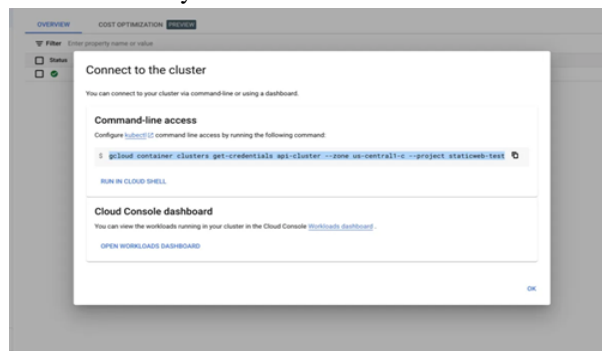 OVERVIEW COST OPTIMIZATION PREVIEW
Filter Enter property name or value
Status
Connect to the cluster
You can connect to your cluster via command-line or using a dashboard.
Command-line access
Configure kubectl command line access by running the following command:
$ gcloud container clusters get-credentials api-cluster --zone us-central1-c --project staticweb-test
RUN IN CLOUD SHELL
Cloud Console dashboard
You can view the workloads running in your cluster in the Cloud Console Workloads dashboard .
OPEN WORKLOADS DASHBOARD
OK